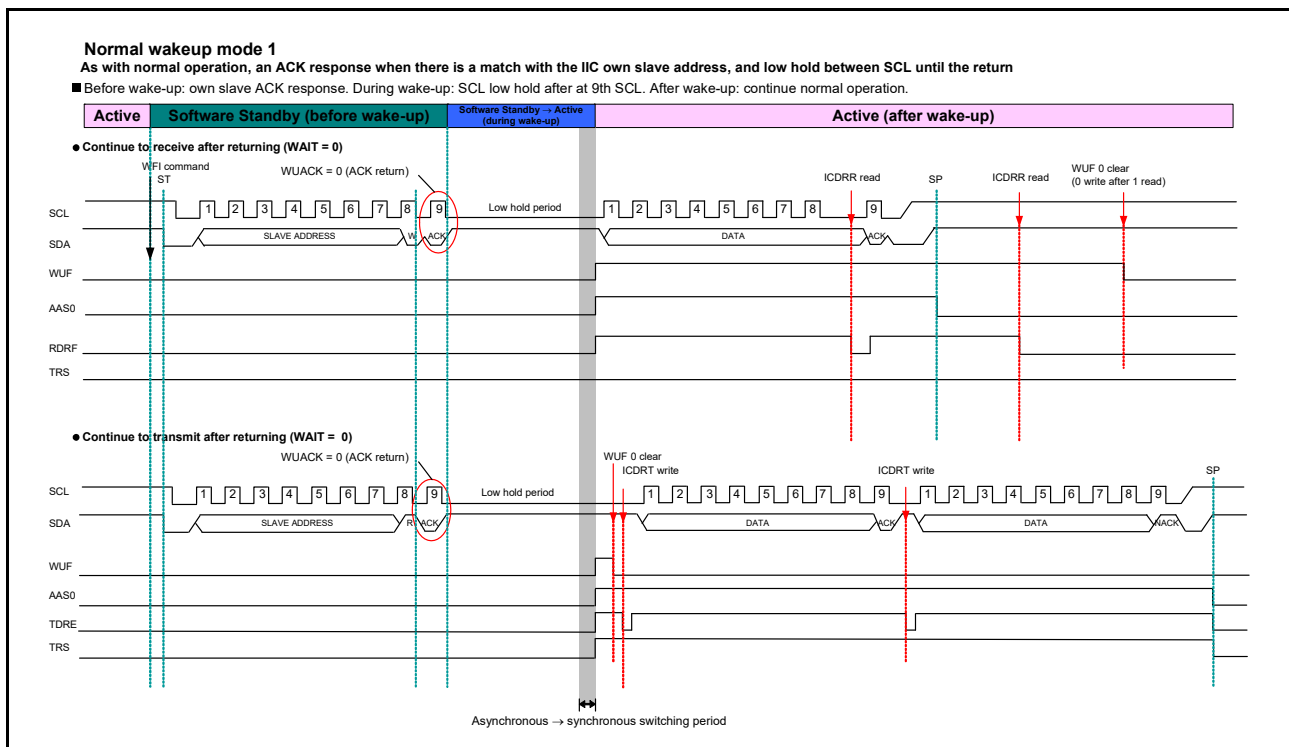 Normal wakeup mode 1
As with normal operation, an ACK response when there is a match with the IIC own slave address, and low hold between SCL until the return
■ Before wake-up: own slave ACK response. During wake-up: SCL low hold after at 9th SCL. After wake-up: continue normal operation.
Active Software Standby (before wake-up) Software Standby → Active (during wake-up) Active (after wake-up)
● Continue to receive after returning (WAIT = 0)
WFI command
ST
WUACK = 0 (ACK return)
ICDRR read
SP
ICDRR read
WUF 0 clear
(0 write after 1 read)
SCL 1 2 3 4 5 6 7 8 9 Low hold period 1 2 3 4 5 6 7 8 9
SDA SLAVE ADDRESS W ACK DATA ACK
WUF
AAS0
RDRF
TRS
● Continue to transmit after returning (WAIT = 0)
WUACK = 0 (ACK return)
WUF 0 clear
ICDRT write
ICDRT write
SP
SCL 1 2 3 4 5 6 7 8 9 Low hold period 1 2 3 4 5 6 7 8 9 1 2 3 4 5 6 7 8 9
SDA SLAVE ADDRESS R ACK DATA ACK DATA NACK
WUF
AAS0
TDRE
TRS
Asynchronous → synchronous switching period